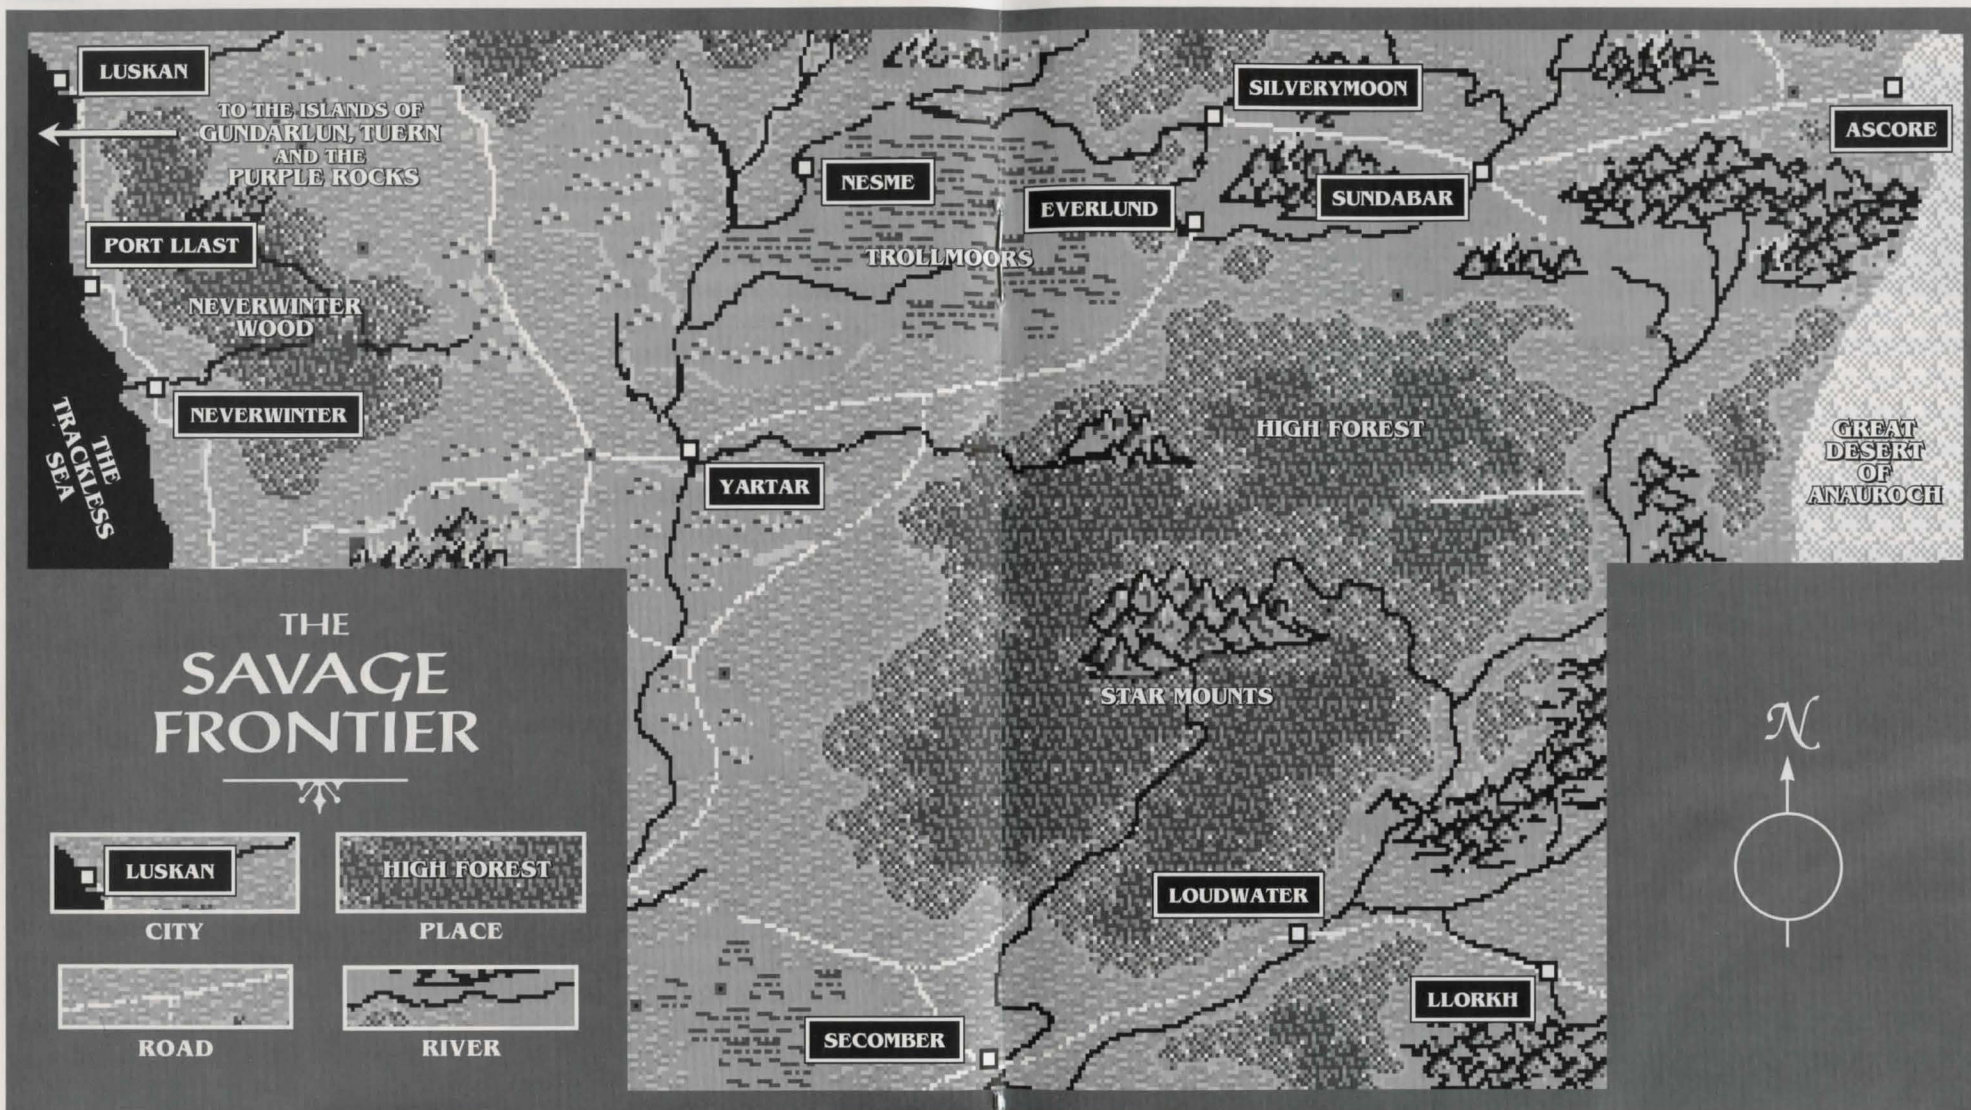 LUSKAN
SILVERYMOON
TO THE ISLANDS OF
GUNDARLUN, TUERN
AND THE
PURPLE ROCKS
ASCORE
NESME
SUNDABAR
EVERLUND
PORT LLAST
TROLLMOORS
NEVERWINTER
WOOD
NEVERWINTER
HIGH FOREST
THE
TRACKLESS
SEA
GREAT
DESERT
OF
ANAUROCH
YARTAR
THE
SAVAGE
FRONTIER
STAR MOUNTS
N
LUSKAN
HIGH FOREST
CITY
PLACE
LOUDWATER
LLORKH
SECOMBER
ROAD
RIVER